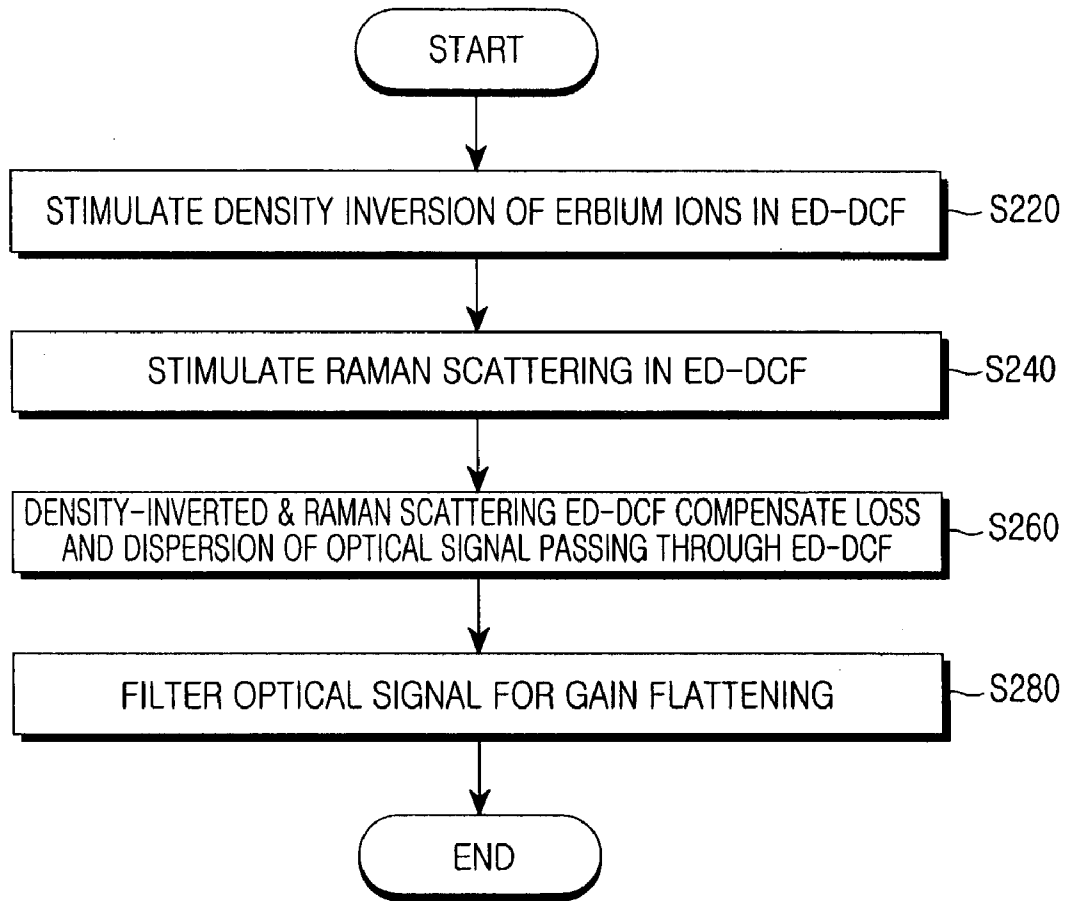 START
STIMULATE DENSITY INVERSION OF ERBIUM IONS IN ED-DCF
S220
STIMULATE RAMAN SCATTERING IN ED-DCF
S240
DENSITY-INVERTED & RAMAN SCATTERING ED-DCF COMPENSATE LOSS
AND DISPERSION OF OPTICAL SIGNAL PASSING THROUGH ED-DCF
S260
FILTER OPTICAL SIGNAL FOR GAIN FLATTENING
S280
END